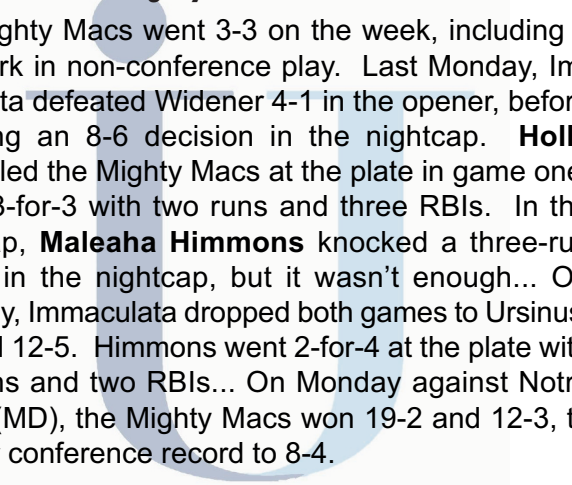 ghty Macs went 3-3 on the week, including
rk in non-conference play. Last Monday, Im
ta defeated Widener 4-1 in the opener, befor
ng an 8-6 decision in the nightcap. Holl
led the Mighty Macs at the plate in game one
3-for-3 with two runs and three RBIs. In th
p, Maleaha Himmons knocked a three-ru
in the nightcap, but it wasn't enough... O
y, Immaculata dropped both games to Ursinus
12-5. Himmons went 2-for-4 at the plate wit
ns and two RBIs... On Monday against Notr
(MD), the Mighty Macs won 19-2 and 12-3, t
conference record to 8-4.